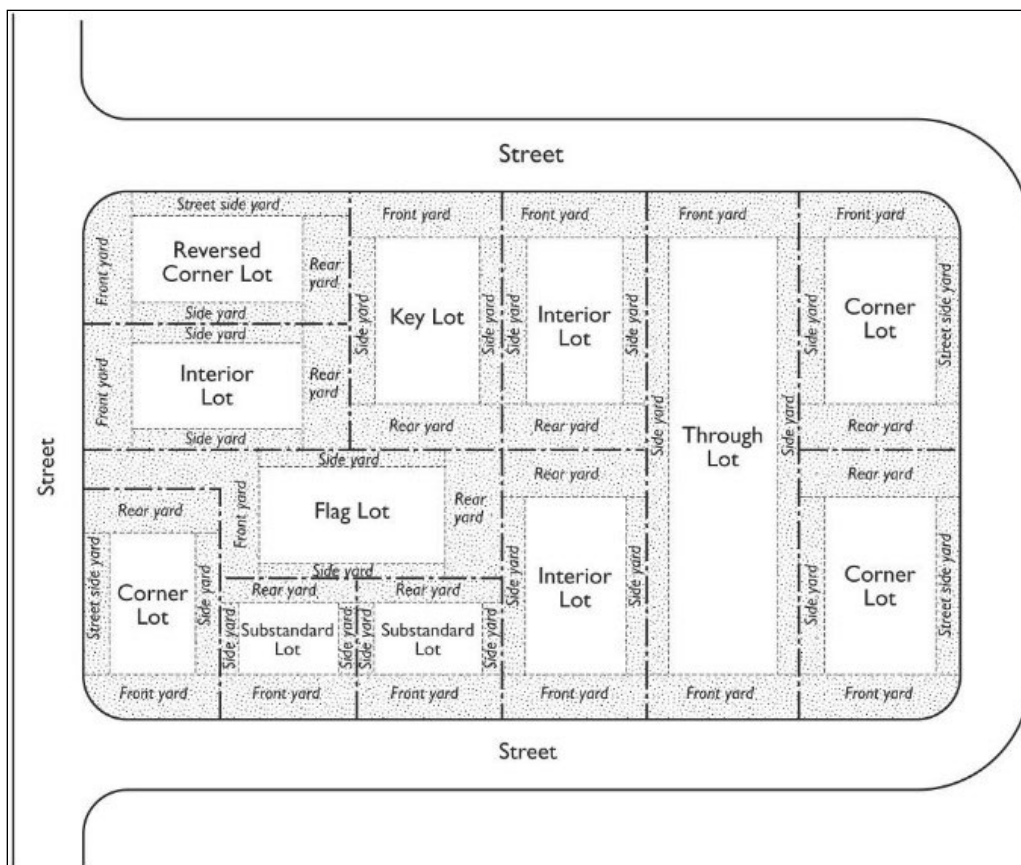 Street
Street side yard
Front yard
Reversed
Corner Lot
Rear
yard
Side yard
Front yard
Side yard
Key Lot
Side yard
Rear yard
Front yard
Side yard
Interior
Lot
Side yard
Rear yard
Front yard
Front yard
Side yard
Corner
Lot
Street side yard
Rear yard
Side yard
Front yard
Interior
Lot
Rear
yard
Side yard
Side yard
Through
Lot
Side yard
Front yard
Street
Side yard
Front yard
Flag Lot
Rear
yard
Side yard
Rear yard
Street side yard
Corner
Lot
Side yard
Front yard
Rear yard
Side yard
Substandard
Lot
Side yard
Front yard
Rear yard
Side yard
Substandard
Lot
Side yard
Front yard
Rear yard
Side yard
Interior
Lot
Side yard
Front yard
Rear yard
Side yard
Corner
Lot
Street side yard
Front yard
Street